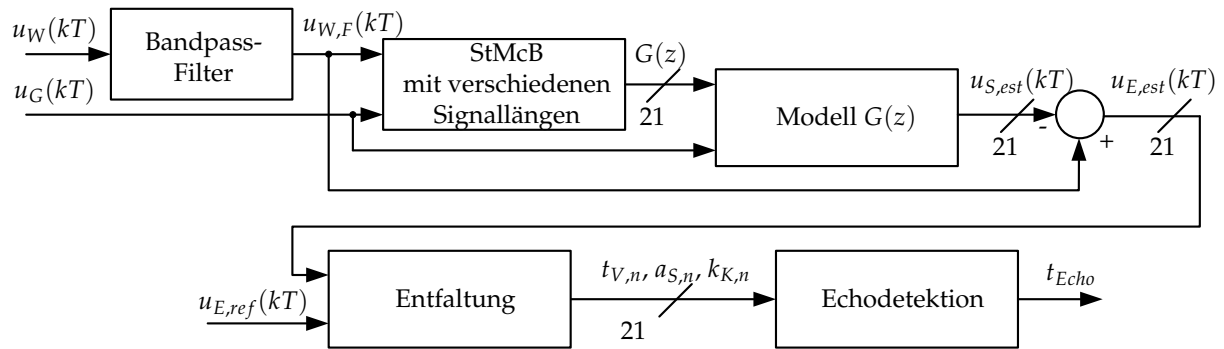 u_W(kT)
Bandpass-
Filter
u_{W,F}(kT)
u_G(kT)
StMcB
mit verschiedenen
Signallängen
G(z)
21
Modell G(z)
u_{S,est}(kT)
21
-
+
u_{E,est}(kT)
21
u_{E,ref}(kT)
Entfaltung
t_{V,n}, a_{S,n}, k_{K,n}
21
Echodetektion
t_{Echo}